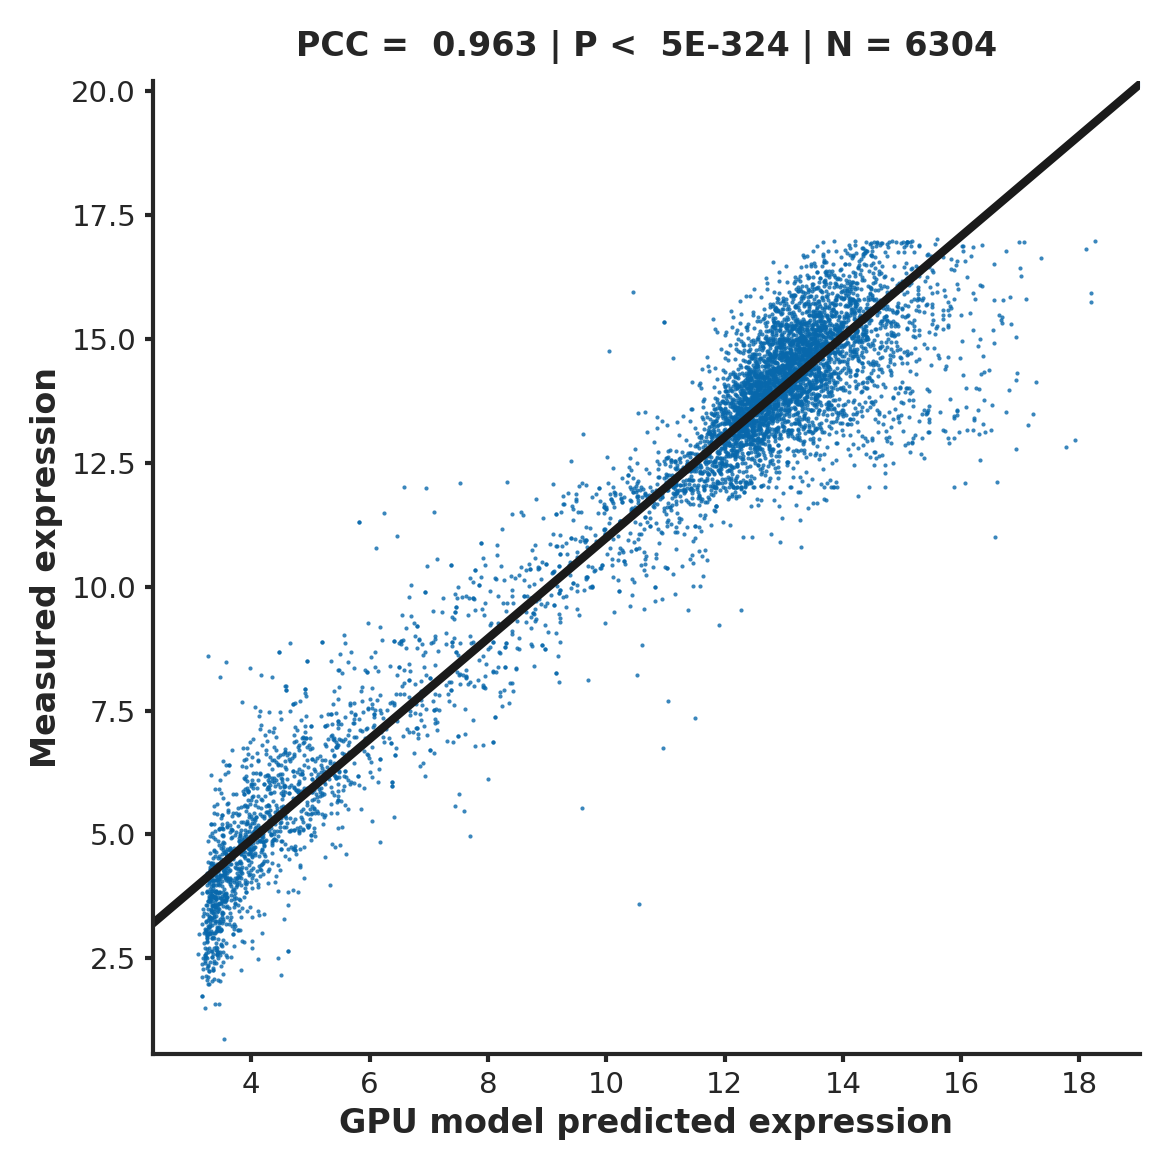 PCC =  0.963 | P <  5E-324 | N = 6304
20.0
17.5
15.0
12.5
10.0
7.5
5.0
2.5
Measured expression
4 6 8 10 12 14 16 18
GPU model predicted expression